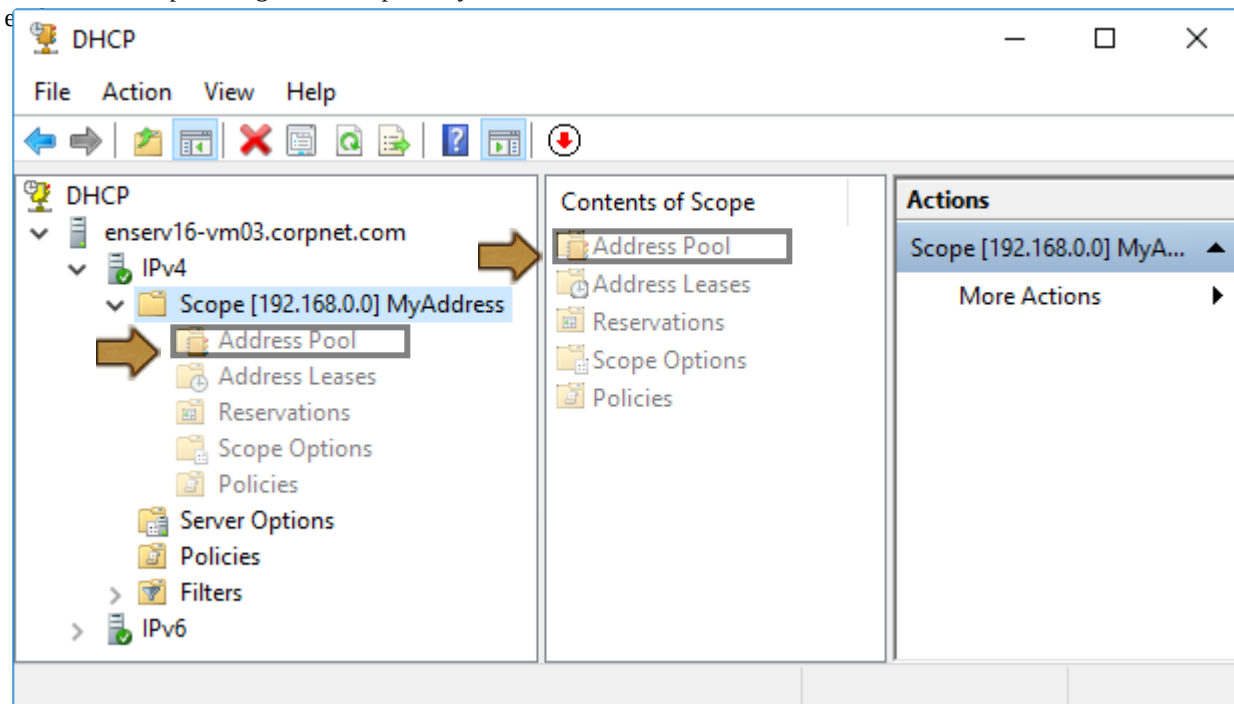 DHCP
File Action View Help
DHCP
enserv16-vm03.corpnet.com
IPv4
Scope [192.168.0.0] MyAddress
Address Pool
Address Leases
Reservations
Scope Options
Policies
Server Options
Policies
Filters
IPv6
Contents of Scope
Address Pool
Address Leases
Reservations
Scope Options
Policies
Actions
Scope [192.168.0.0] MyA...
More Actions